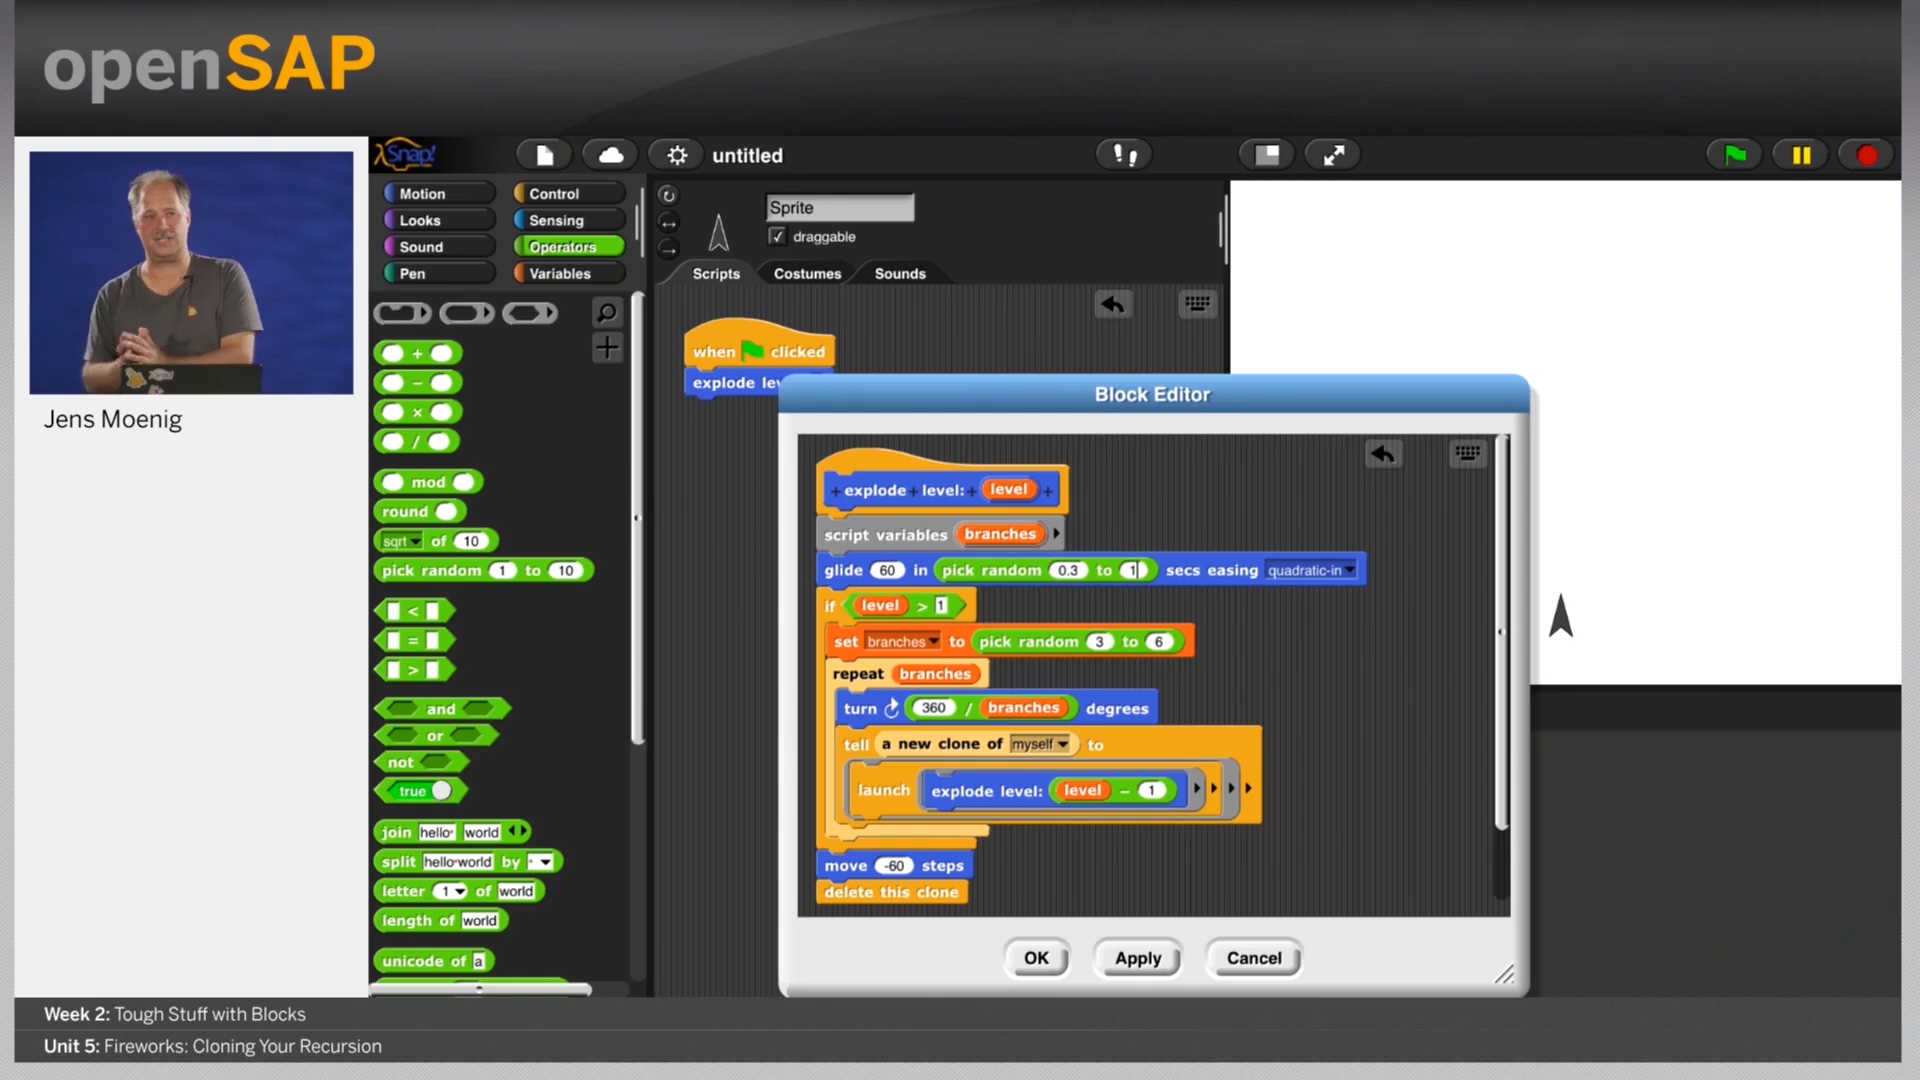 openSAP
Jens Moenig
λSnap!
untitled
Motion
Control
Looks
Sensing
Sound
Operators
Pen
Variables
+
−
×
/
mod
round
sqrt of 10
pick random 1 to 10
<
=
>
and
or
not
true
join hello world
split hello world by
letter 1 of world
length of world
unicode of a
Sprite
draggable
Scripts
Costumes
Sounds
when clicked
explode lev
Block Editor
+ explode + level: + level +
script variables branches
glide 60 in pick random 0.3 to 1 secs easing quadratic-in
if level > 1
set branches to pick random 3 to 6
repeat branches
turn 360 / branches degrees
tell a new clone of myself to
launch explode level: level − 1
move -60 steps
delete this clone
OK
Apply
Cancel
Week 2: Tough Stuff with Blocks
Unit 5: Fireworks: Cloning Your Recursion